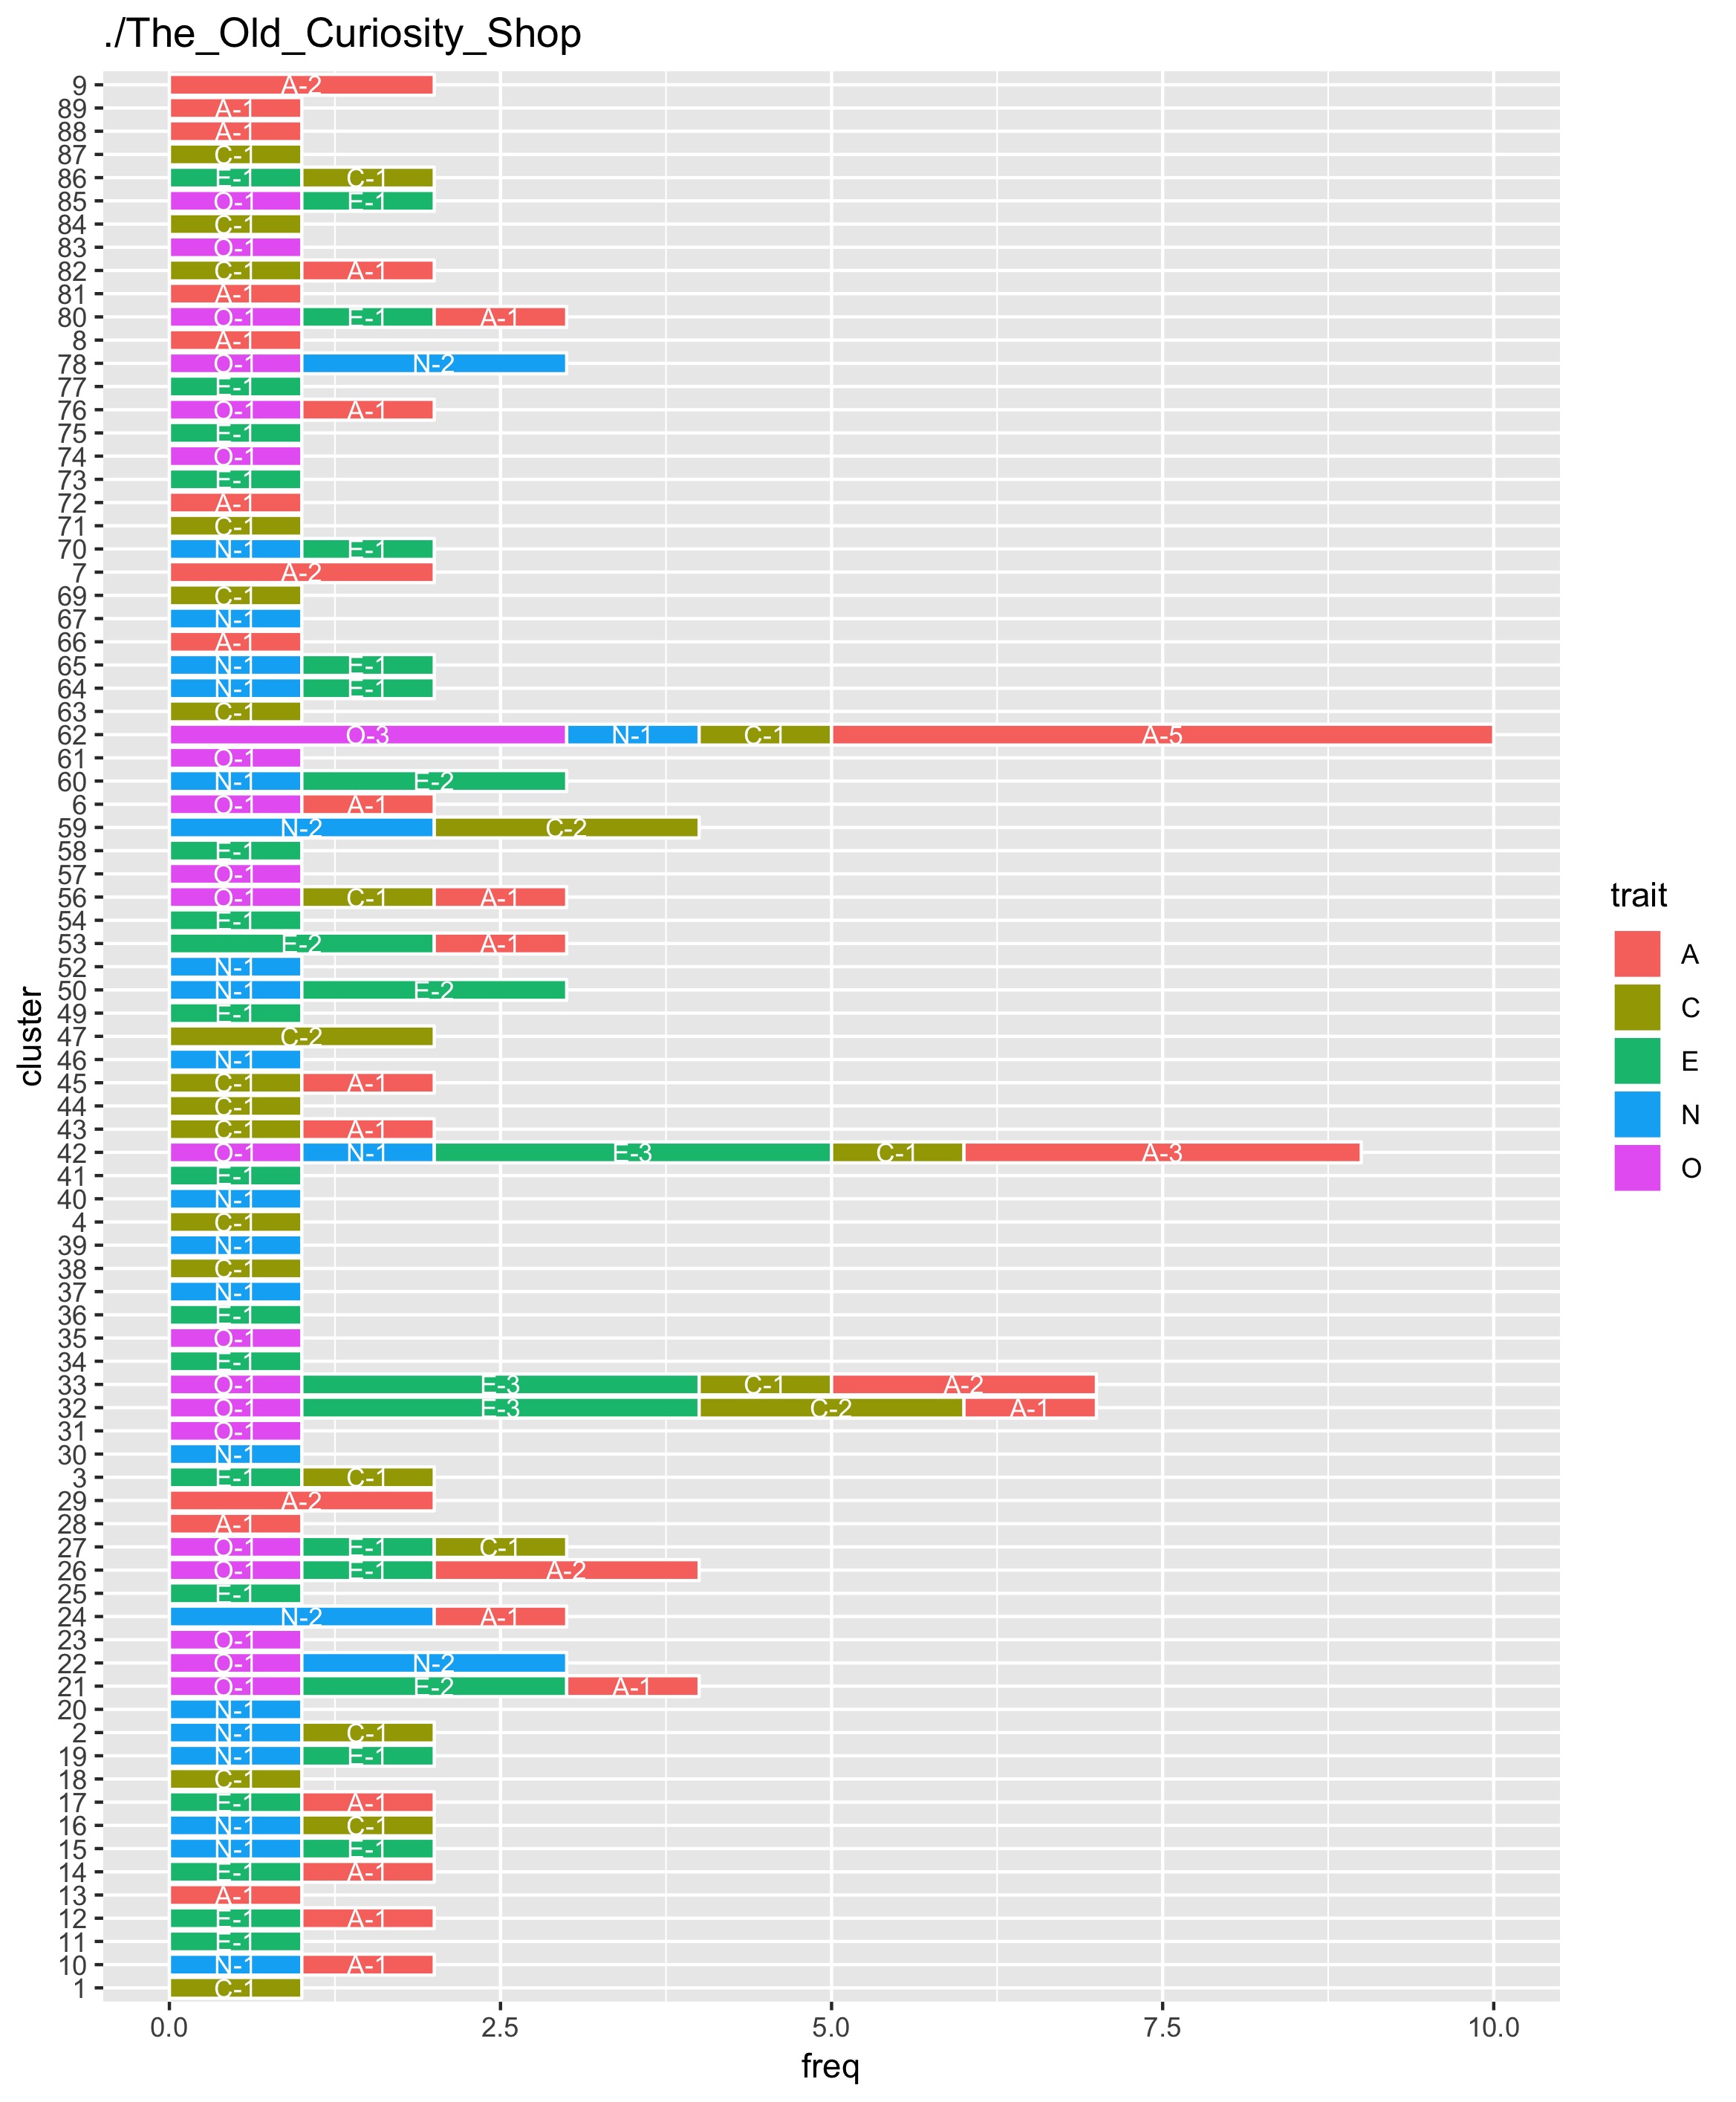 ./The_Old_Curiosity_Shop
9 A-2
89 A-1
88 A-1
87 C-1
86 E-1 C-1
85 O-1 E-1
84 C-1
83 O-1
82 C-1 A-1
81 A-1
80 O-1 E-1 A-1
8 A-1
78 O-1 N-2
77 E-1
76 O-1 A-1
75 E-1
74 O-1
73 E-1
72 A-1
71 C-1
70 N-1 E-1
7 A-2
69 C-1
67 N-1
66 A-1
65 N-1 E-1
64 N-1 E-1
63 C-1
62 O-3 N-1 C-1 A-5
61 O-1
60 N-1 E-2
6 O-1 A-1
59 N-2 C-2
58 E-1
57 O-1
56 O-1 C-1 A-1
54 E-1
53 E-2 A-1
52 N-1
50 N-1 E-2
49 E-1
47 C-2
46 N-1
45 C-1 A-1
44 C-1
43 C-1 A-1
42 O-1 N-1 E-3 C-1 A-3
41 E-1
40 N-1
4 C-1
39 N-1
38 C-1
37 N-1
36 E-1
35 O-1
34 E-1
33 O-1 E-3 C-1 A-2
32 O-1 E-3 C-2 A-1
31 O-1
30 N-1
3 E-1 C-1
29 A-2
28 A-1
27 O-1 E-1 C-1
26 O-1 E-1 A-2
25 E-1
24 N-2 A-1
23 O-1
22 O-1 N-2
21 O-1 E-2 A-1
20 N-1
2 N-1 C-1
19 N-1 E-1
18 C-1
17 E-1 A-1
16 N-1 C-1
15 N-1 E-1
14 E-1 A-1
13 A-1
12 E-1 A-1
11 E-1
10 N-1 A-1
1 C-1
0.0 2.5 5.0 7.5 10.0
freq
cluster
trait
A
C
E
N
O